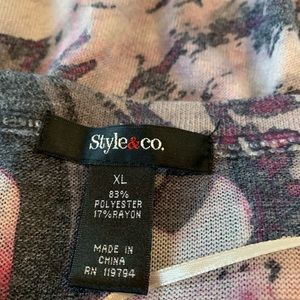 Style&co.
XL
83%
POLYESTER
17% RAYON
MADE IN
CHINA
RN 119794